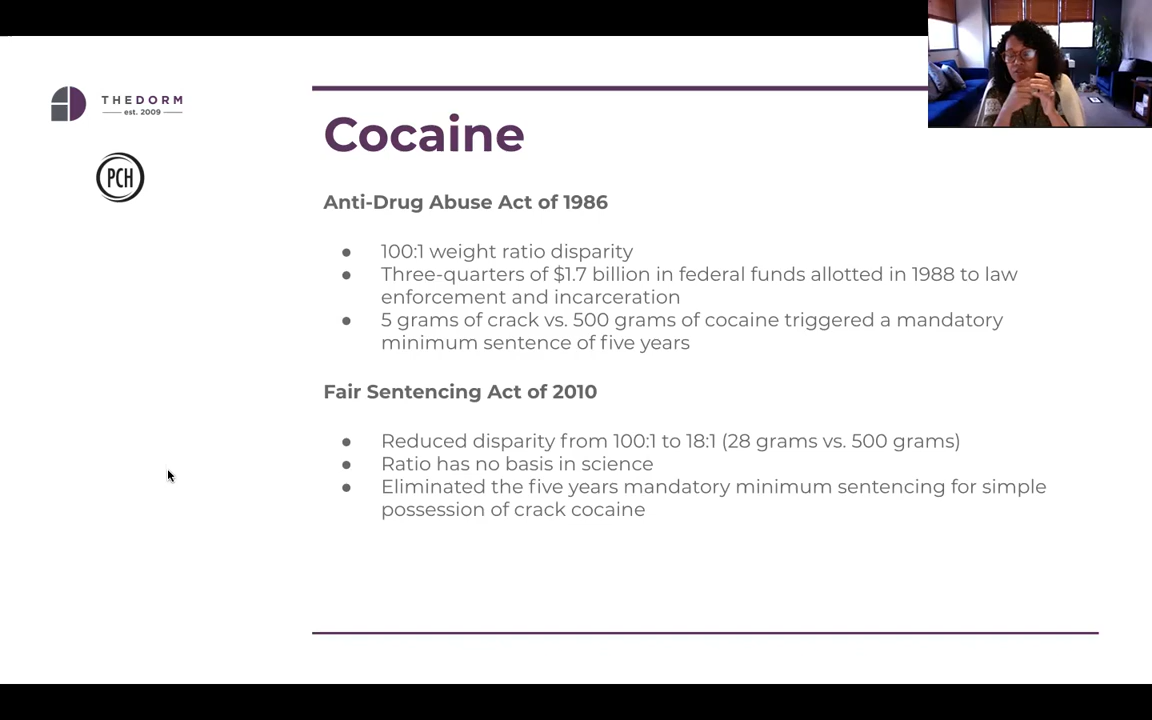 THEDORM
est. 2009
PCH
Cocaine
Anti-Drug Abuse Act of 1986
● 100:1 weight ratio disparity
● Three-quarters of $1.7 billion in federal funds allotted in 1988 to law
enforcement and incarceration
● 5 grams of crack vs. 500 grams of cocaine triggered a mandatory
minimum sentence of five years
Fair Sentencing Act of 2010
● Reduced disparity from 100:1 to 18:1 (28 grams vs. 500 grams)
● Ratio has no basis in science
● Eliminated the five years mandatory minimum sentencing for simple
possession of crack cocaine